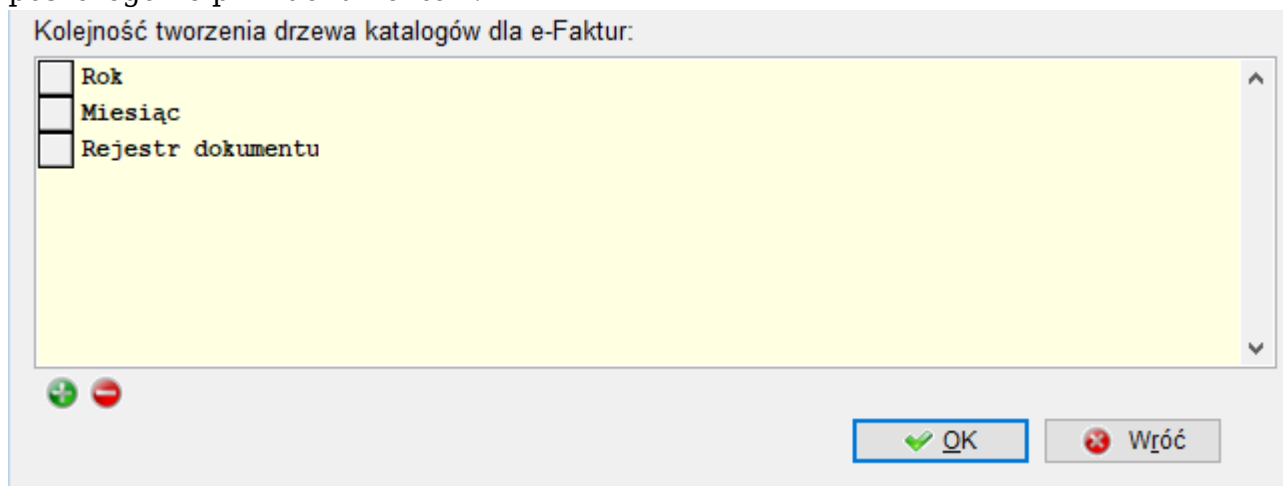 Kolejność tworzenia drzewa katalogów dla e-Faktur:
Rok
Miesiąc
Rejestr dokumentu
OK
Wróć